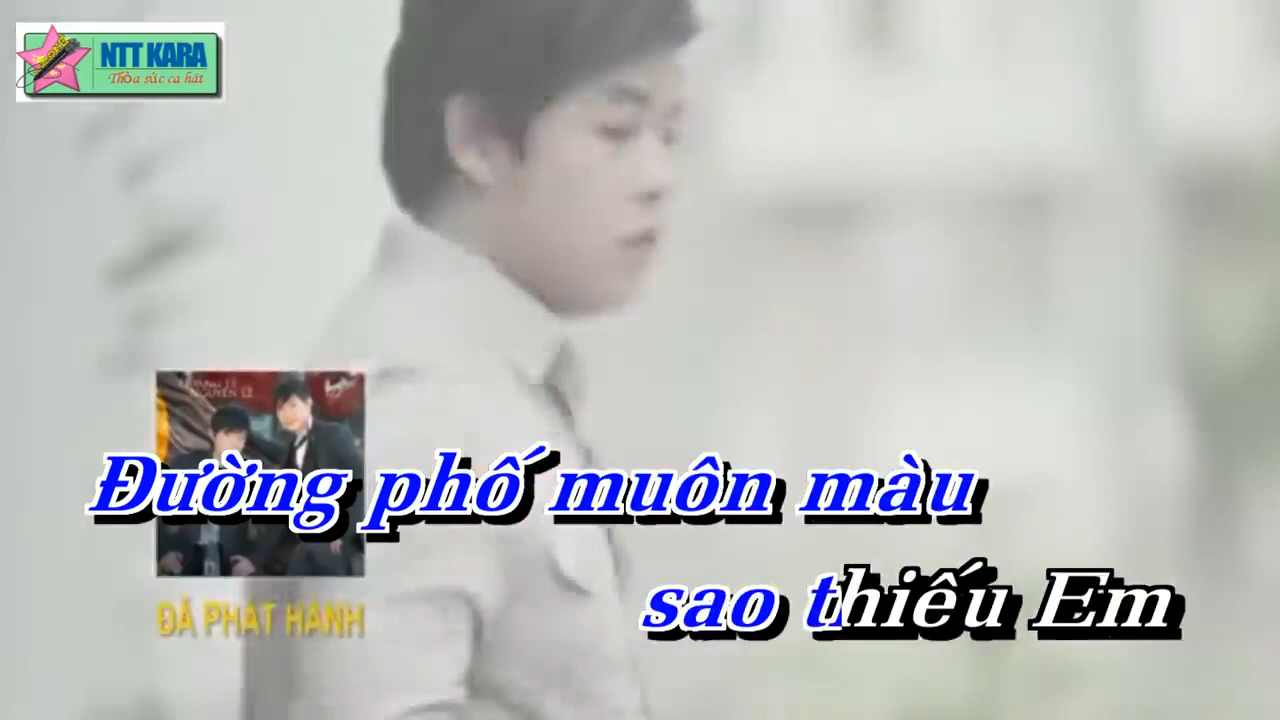 NTT KARA
Thỏa sức ca hát
Đường phố muôn màu
sao thiếu Em
ĐÃ PHÁT HÀNH